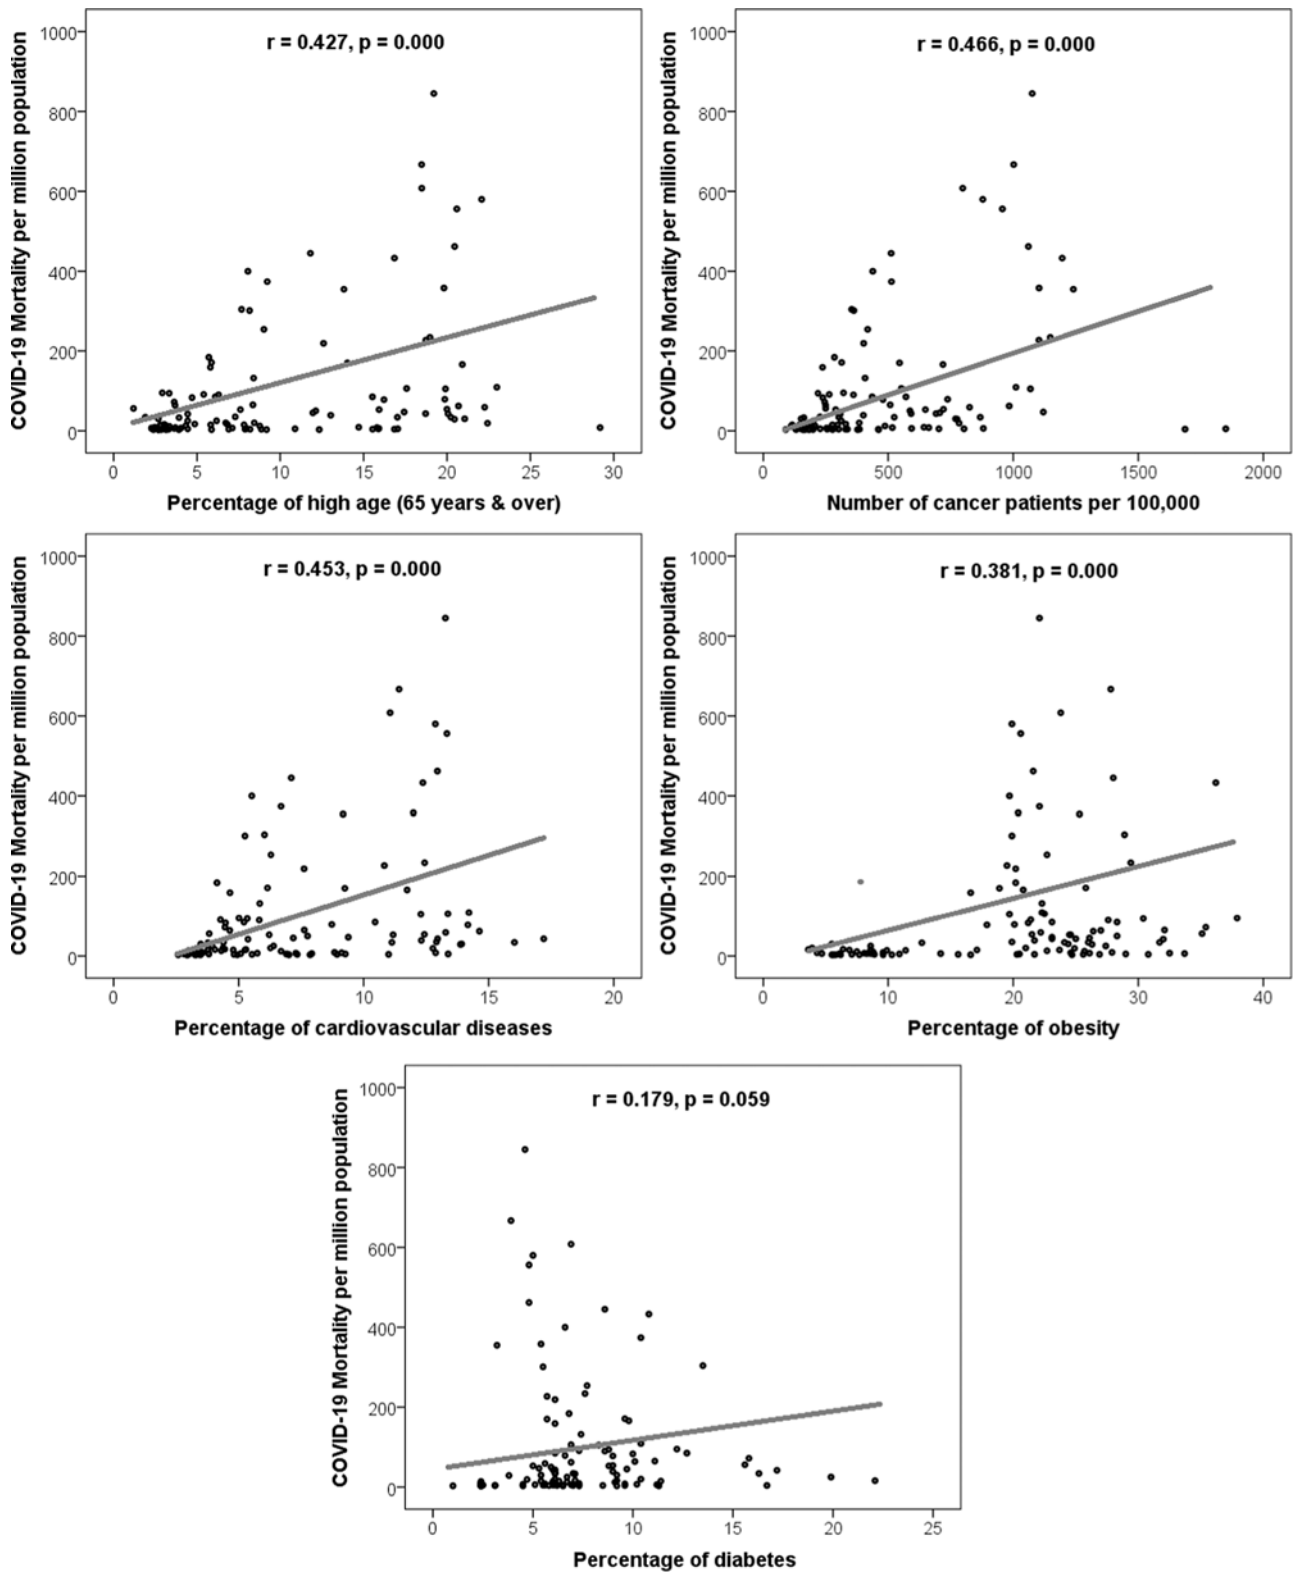 COVID-19 Mortality per million population
1000
800
600
400
200
0
r = 0.427, p = 0.000
0 5 10 15 20 25 30
Percentage of high age (65 years & over)
COVID-19 Mortality per million population
1000
800
600
400
200
0
r = 0.466, p = 0.000
0 500 1000 1500 2000
Number of cancer patients per 100,000
COVID-19 Mortality per million population
1000
800
600
400
200
0
r = 0.453, p = 0.000
0 5 10 15 20
Percentage of cardiovascular diseases
COVID-19 Mortality per million population
1000
800
600
400
200
0
r = 0.381, p = 0.000
0 10 20 30 40
Percentage of obesity
COVID-19 Mortality per million population
1000
800
600
400
200
0
r = 0.179, p = 0.059
0 5 10 15 20 25
Percentage of diabetes